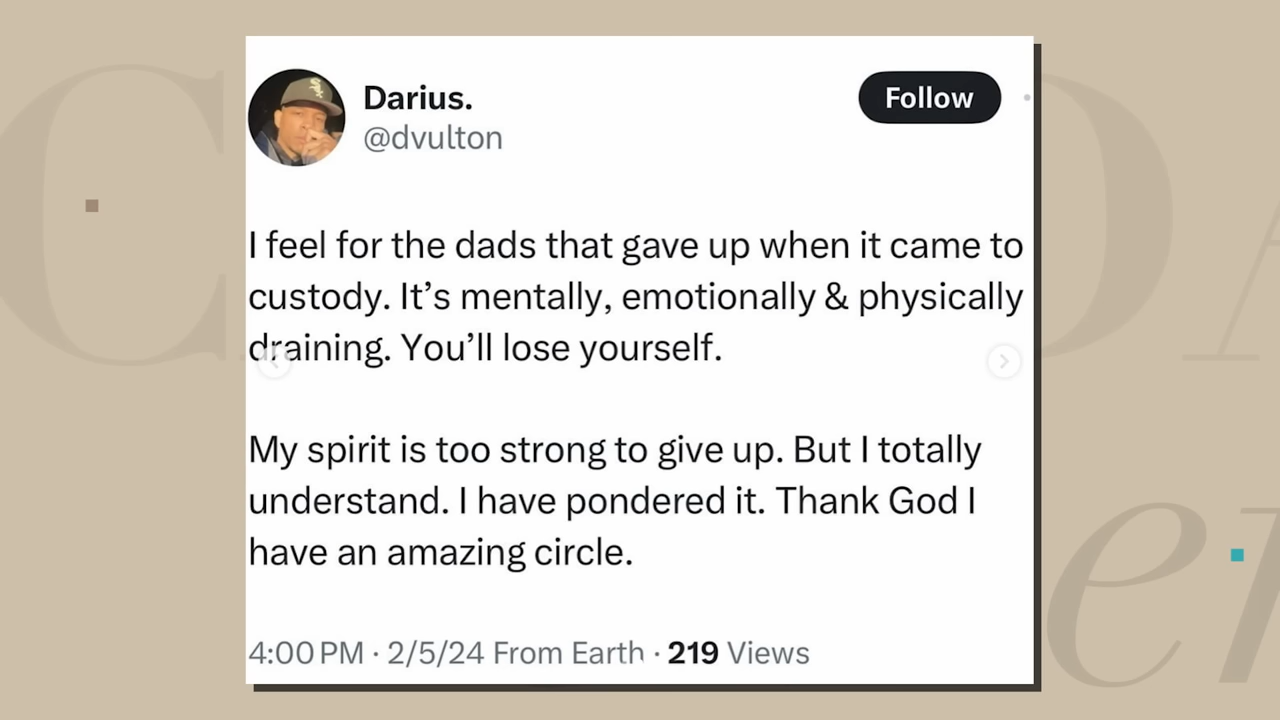 Darius.
@dvulton
Follow
I feel for the dads that gave up when it came to
custody. It’s mentally, emotionally & physically
draining. You’ll lose yourself.
My spirit is too strong to give up. But I totally
understand. I have pondered it. Thank God I
have an amazing circle.
4:00 PM · 2/5/24 From Earth · 219 Views